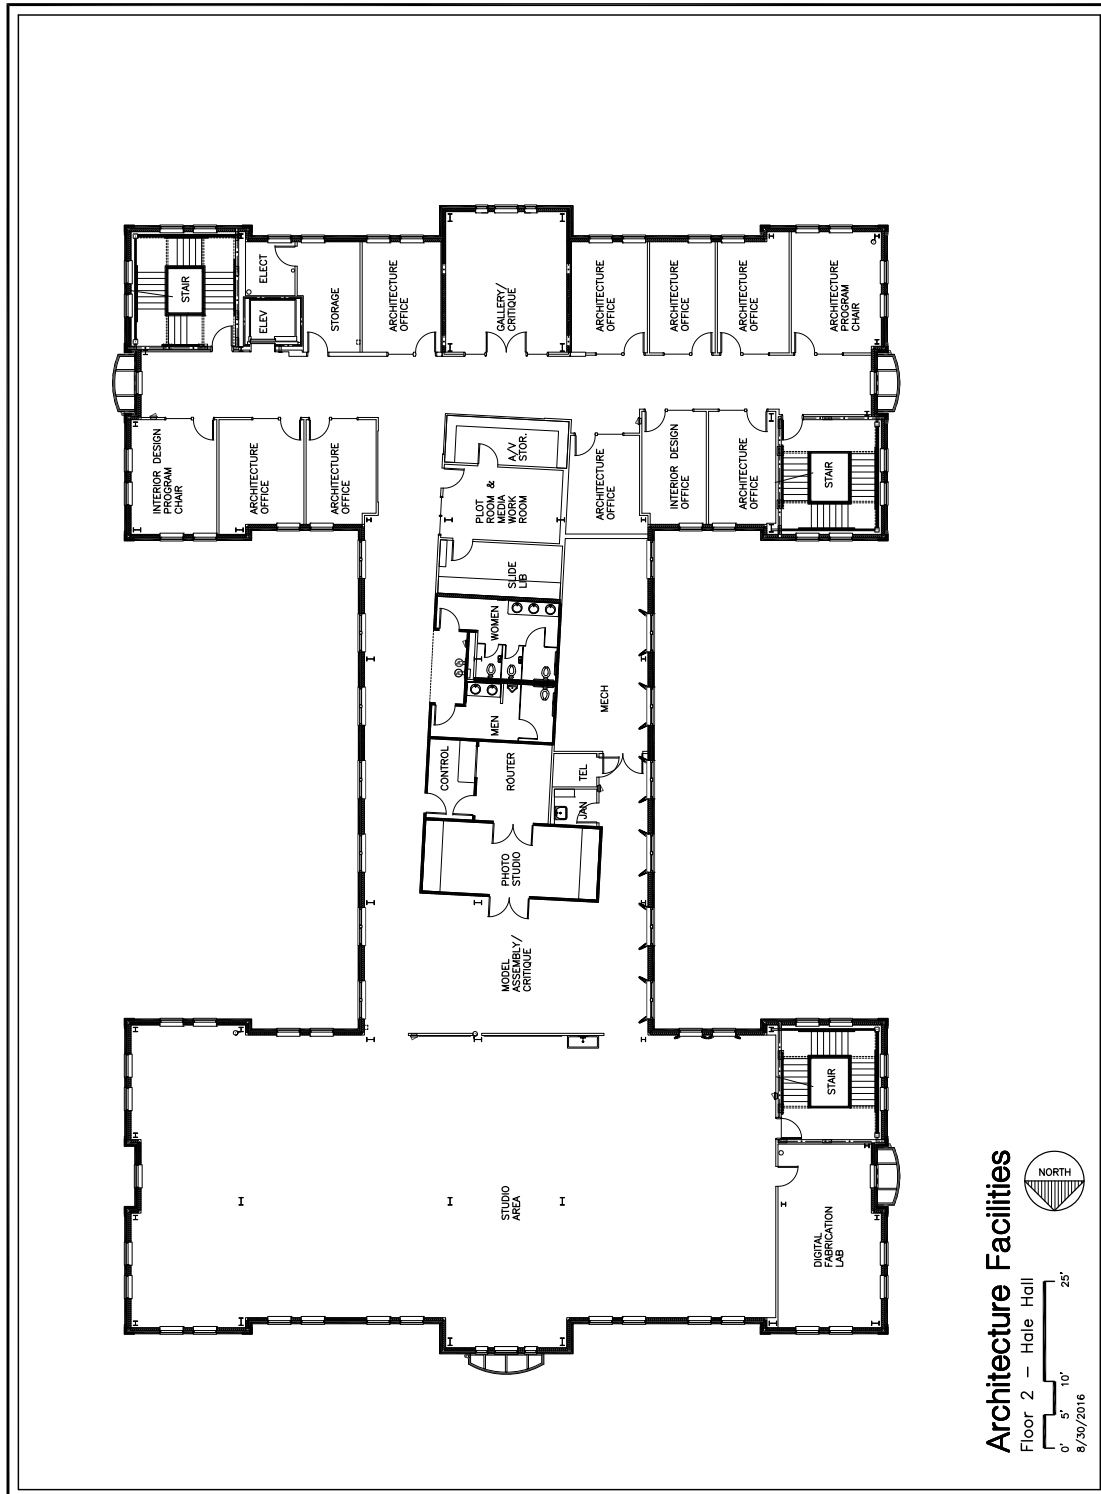 STAIR
ELECT
ELEV
STORAGE
ARCHITECTURE
OFFICE
GALLERY/
CRITIQUE
ARCHITECTURE
OFFICE
ARCHITECTURE
OFFICE
ARCHITECTURE
OFFICE
ARCHITECTURE
PROGRAM
CHAIR
INTERIOR DESIGN
PROGRAM
CHAIR
ARCHITECTURE
OFFICE
ARCHITECTURE
OFFICE
A/V
STOR.
PLOT
ROOM &
MEDIA
WORK
ROOM
ARCHITECTURE
OFFICE
INTERIOR DESIGN
OFFICE
ARCHITECTURE
OFFICE
STAIR
SLIDE
LIB
WOMEN
MEN
MECH
CONTROL
ROUTER
TEL
JAN
PHOTO
STUDIO
MODEL
ASSEMBLY/
CRITIQUE
STAIR
STUDIO
AREA
DIGITAL
FABRICATION
LAB
Architecture Facilities
Floor 2 - Hale Hall
0' 5' 10' 25'
8/30/2016
NORTH